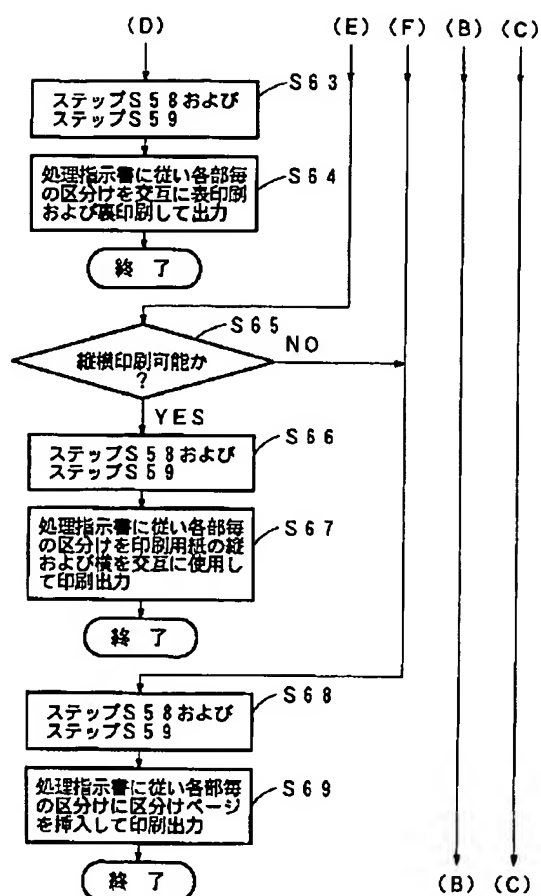 (D) (E) (F) (B) (C)
S63
ステップS58および
ステップS59
S64
処理指示書に従い各部毎
の区分けを交互に表印刷
および裏印刷して出力
終了
S65
縦横印刷可能か
?
NO
YES
S66
ステップS58および
ステップS59
S67
処理指示書に従い各部毎
の区分けを印刷用紙の縦
および横を交互に使用し
て印刷出力
終了
S68
ステップS58および
ステップS59
S69
処理指示書に従い各部毎
の区分けに区分けページ
を挿入して印刷出力
終了
(B) (C)